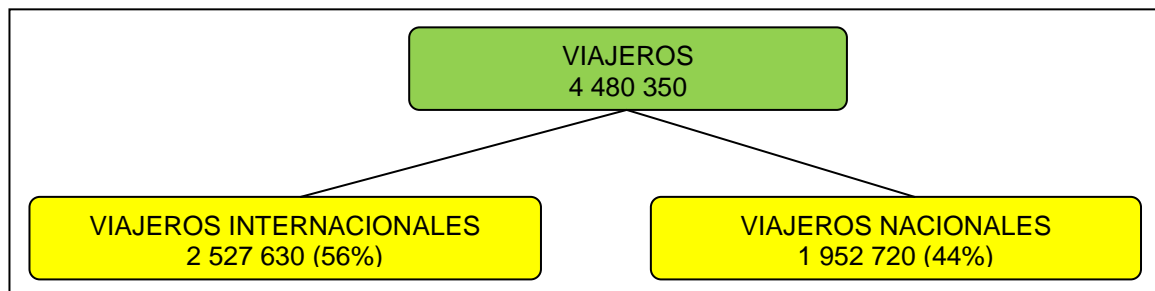 VIAJEROS
4 480 350
VIAJEROS INTERNACIONALES
2 527 630 (56%)
VIAJEROS NACIONALES
1 952 720 (44%)